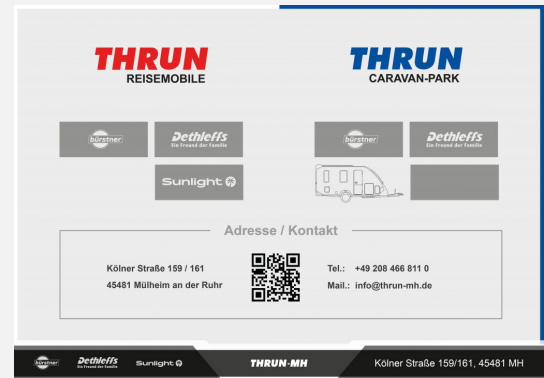 THRUN
REISEMOBILE
THRUN
CARAVAN-PARK
bürstner
Dethleffs
Ein Freund der Familie
bürstner
Dethleffs
Ein Freund der Familie
Sunlight
Adresse / Kontakt
Kölner Straße 159 / 161
45481 Mülheim an der Ruhr
Tel.: +49 208 466 811 0
Mail.: info@thrun-mh.de
bürstner
Dethleffs
Ein Freund der Familie
Sunlight
THRUN-MH
Kölner Straße 159/161, 45481 MH